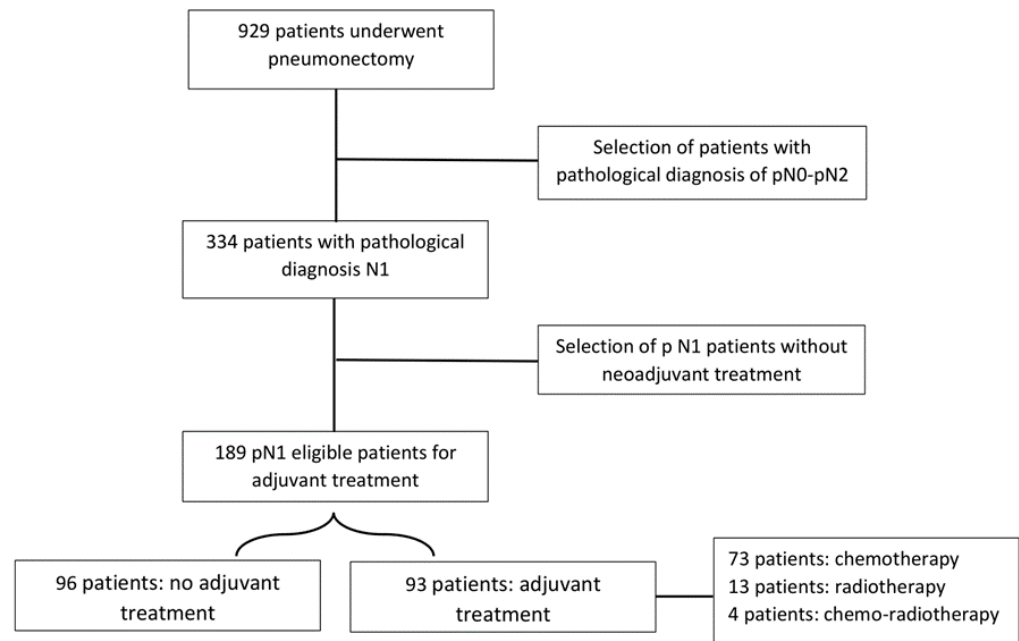 929 patients underwent
pneumonectomy
Selection of patients with
pathological diagnosis of pN0-pN2
334 patients with pathological
diagnosis N1
Selection of p N1 patients without
neoadjuvant treatment
189 pN1 eligible patients for
adjuvant treatment
96 patients: no adjuvant
treatment
93 patients: adjuvant
treatment
73 patients: chemotherapy
13 patients: radiotherapy
4 patients: chemo-radiotherapy